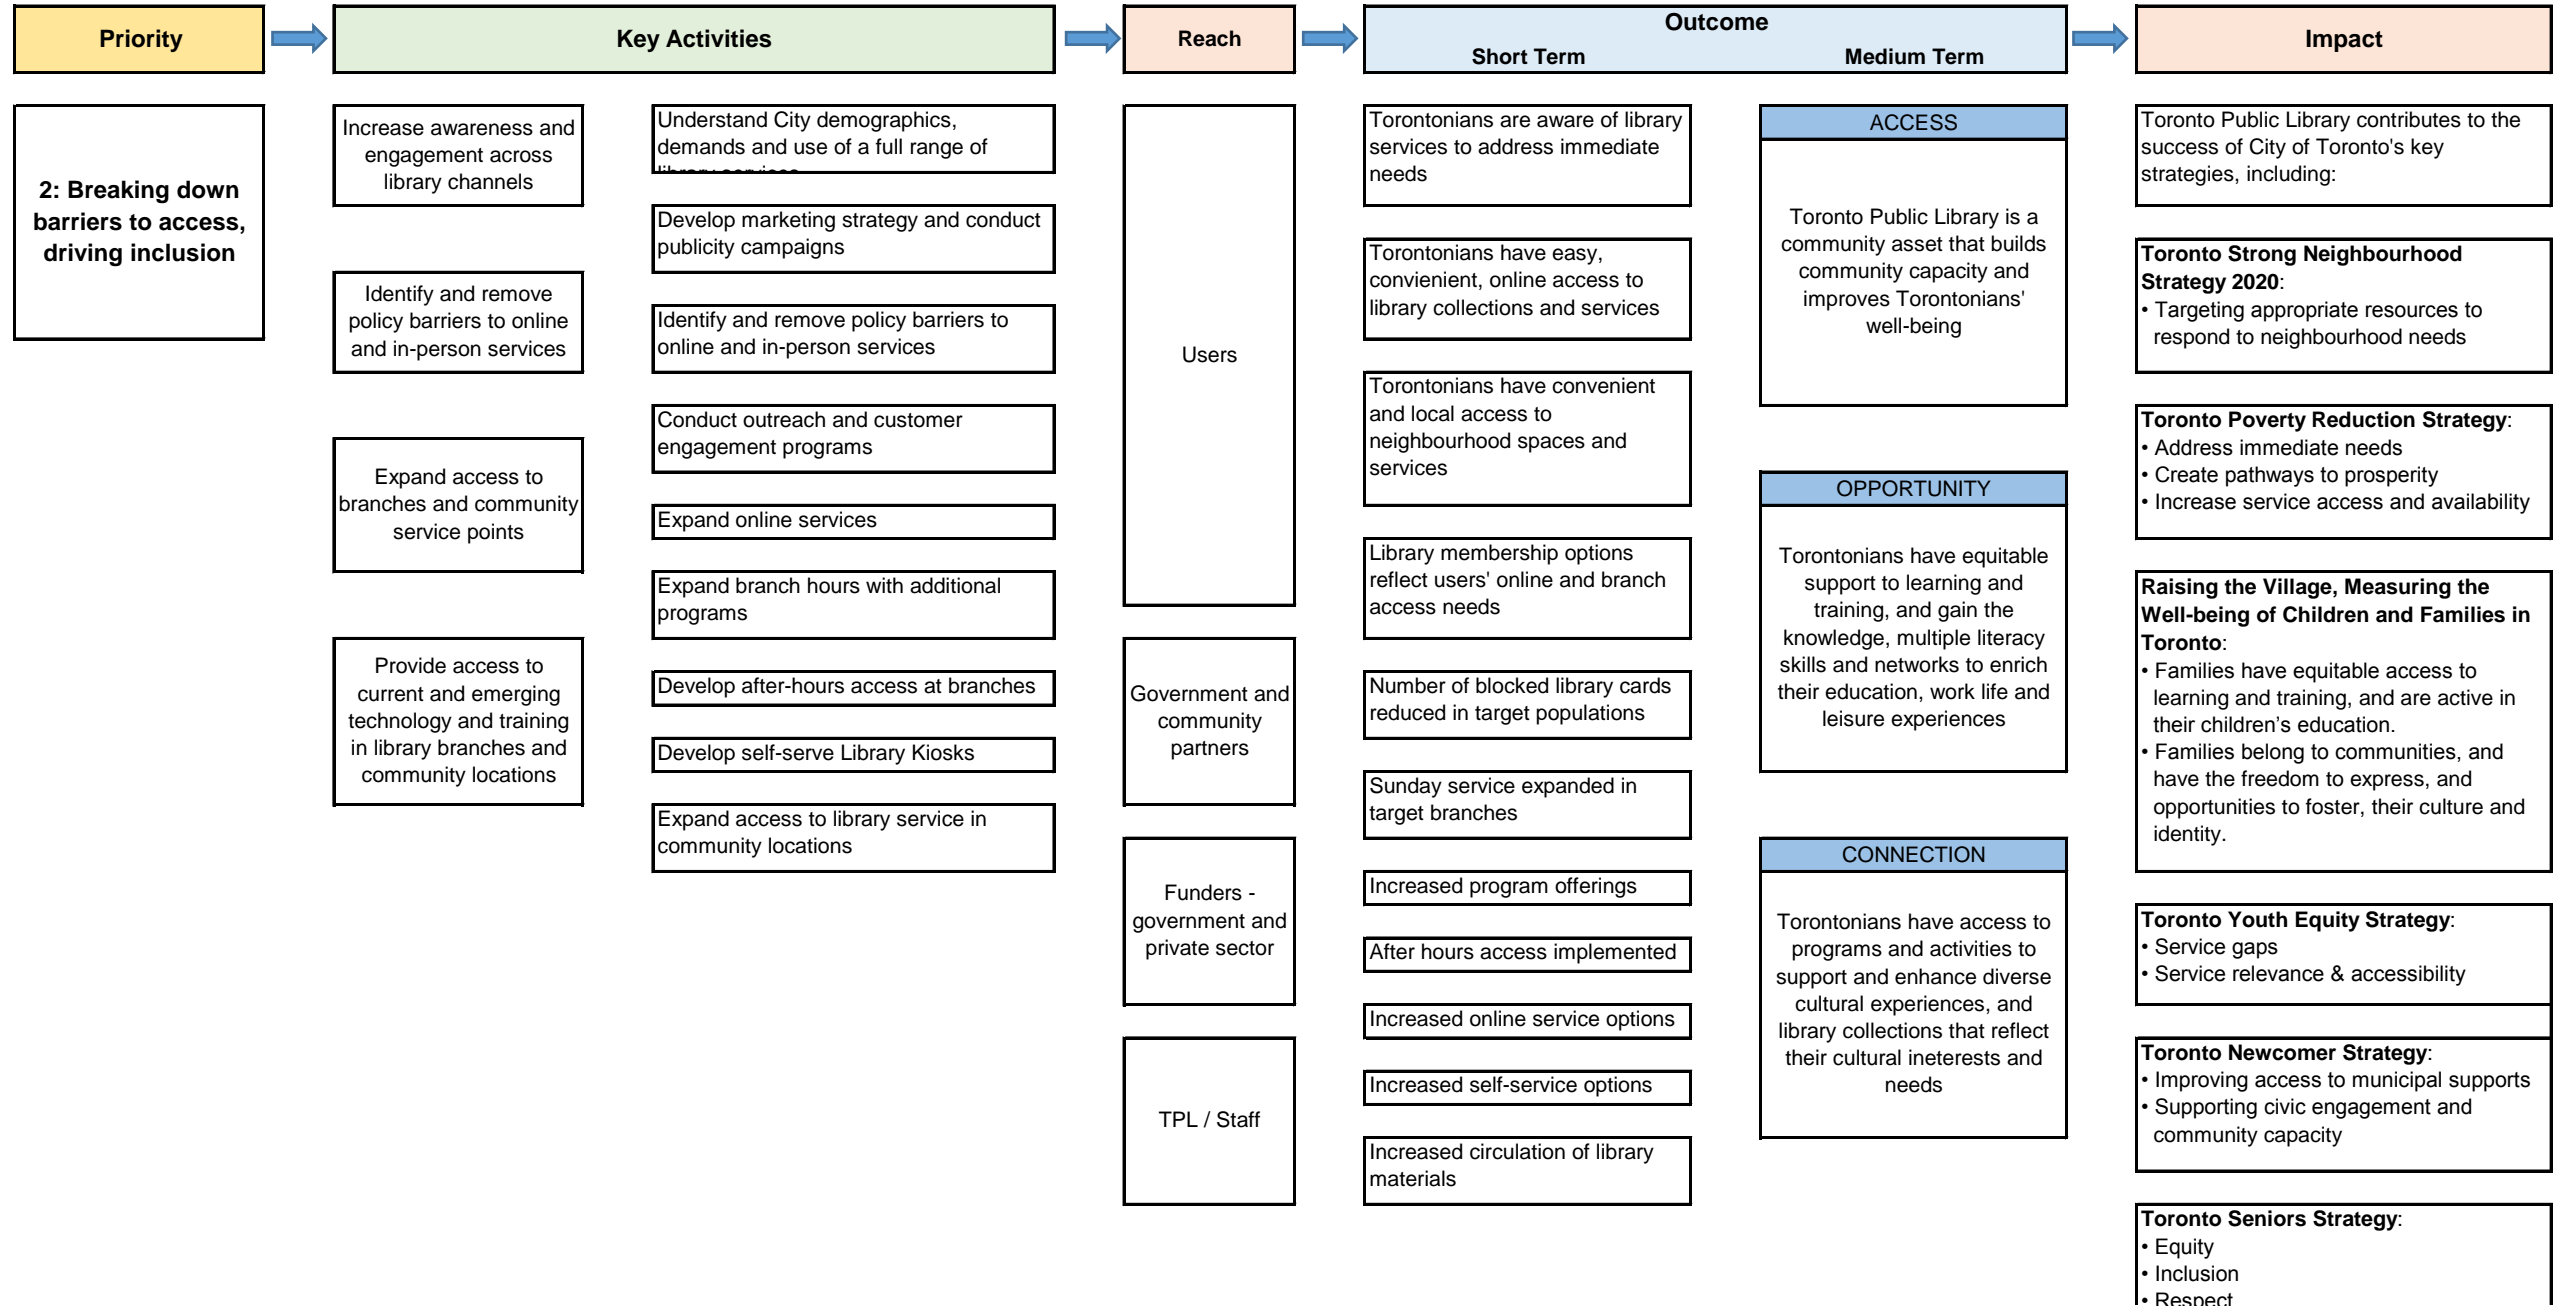 Priority
Key Activities
Reach
Outcome
Short Term
Medium Term
Impact
2: Breaking down
barriers to access,
driving inclusion
Increase awareness and
engagement across
library channels
Identify and remove
policy barriers to online
and in-person services
Expand access to
branches and community
service points
Provide access to
current and emerging
technology and training
in library branches and
community locations
Understand City demographics,
demands and use of a full range of
library services
Develop marketing strategy and conduct
publicity campaigns
Identify and remove policy barriers to
online and in-person services
Conduct outreach and customer
engagement programs
Expand online services
Expand branch hours with additional
programs
Develop after-hours access at branches
Develop self-serve Library Kiosks
Expand access to library service in
community locations
Users
Government and
community
partners
Funders -
government and
private sector
TPL / Staff
Torontonians are aware of library
services to address immediate
needs
Torontonians have easy,
convienient, online access to
library collections and services
Torontonians have convenient
and local access to
neighbourhood spaces and
services
Library membership options
reflect users' online and branch
access needs
Number of blocked library cards
reduced in target populations
Sunday service expanded in
target branches
Increased program offerings
After hours access implemented
Increased online service options
Increased self-service options
Increased circulation of library
materials
ACCESS
Toronto Public Library is a
community asset that builds
community capacity and
improves Torontonians'
well-being
OPPORTUNITY
Torontonians have equitable
support to learning and
training, and gain the
knowledge, multiple literacy
skills and networks to enrich
their education, work life and
leisure experiences
CONNECTION
Torontonians have access to
programs and activities to
support and enhance diverse
cultural experiences, and
library collections that reflect
their cultural ineterests and
needs
Toronto Public Library contributes to the
success of City of Toronto's key
strategies, including:
Toronto Strong Neighbourhood
Strategy 2020:
• Targeting appropriate resources to
respond to neighbourhood needs
Toronto Poverty Reduction Strategy:
• Address immediate needs
• Create pathways to prosperity
• Increase service access and availability
Raising the Village, Measuring the
Well-being of Children and Families in
Toronto:
• Families have equitable access to
learning and training, and are active in
their children’s education.
• Families belong to communities, and
have the freedom to express, and
opportunities to foster, their culture and
identity.
Toronto Youth Equity Strategy:
• Service gaps
• Service relevance & accessibility
Toronto Newcomer Strategy:
• Improving access to municipal supports
• Supporting civic engagement and
community capacity
Toronto Seniors Strategy:
• Equity
• Inclusion
• Respect